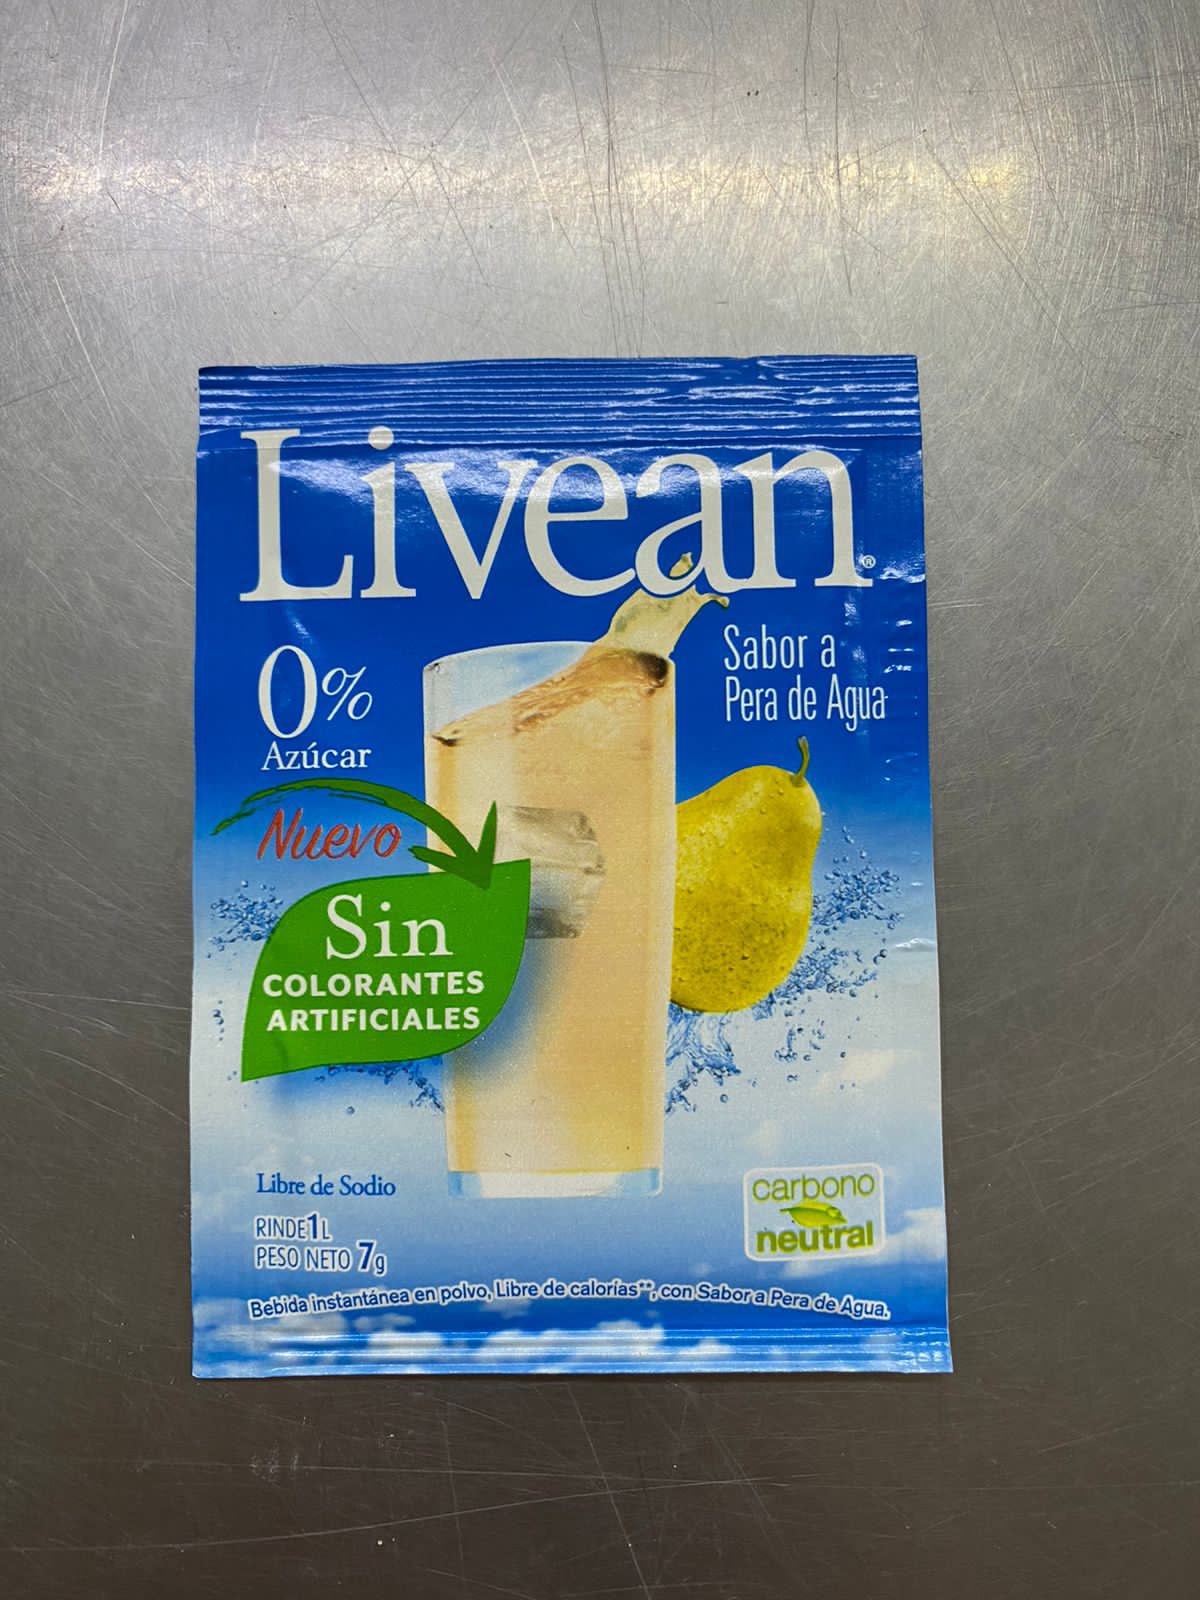 Livean®
0%
Azúcar
Sabor a
Pera de Agua
Nuevo
Sin
COLORANTES
ARTIFICIALES
Libre de Sodio
RINDE 1L
PESO NETO 7g
carbono
neutral
Bebida instantánea en polvo, Libre de calorías**, con Sabor a Pera de Agua.